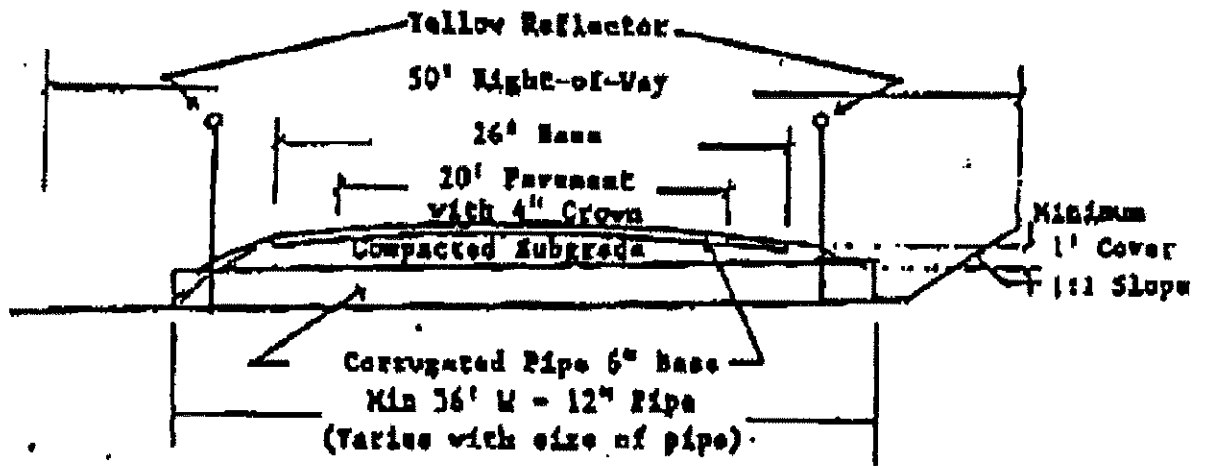 Yellow Reflector
50' Right-of-Way
26' Base
20' Pavement
with 4" Crown
Compacted Subgrade
Minimum
1' Cover
1:1 Slope
Corrugated Pipe 6" Base
Min 36' W - 12" Pipe
(Varies with size of pipe)